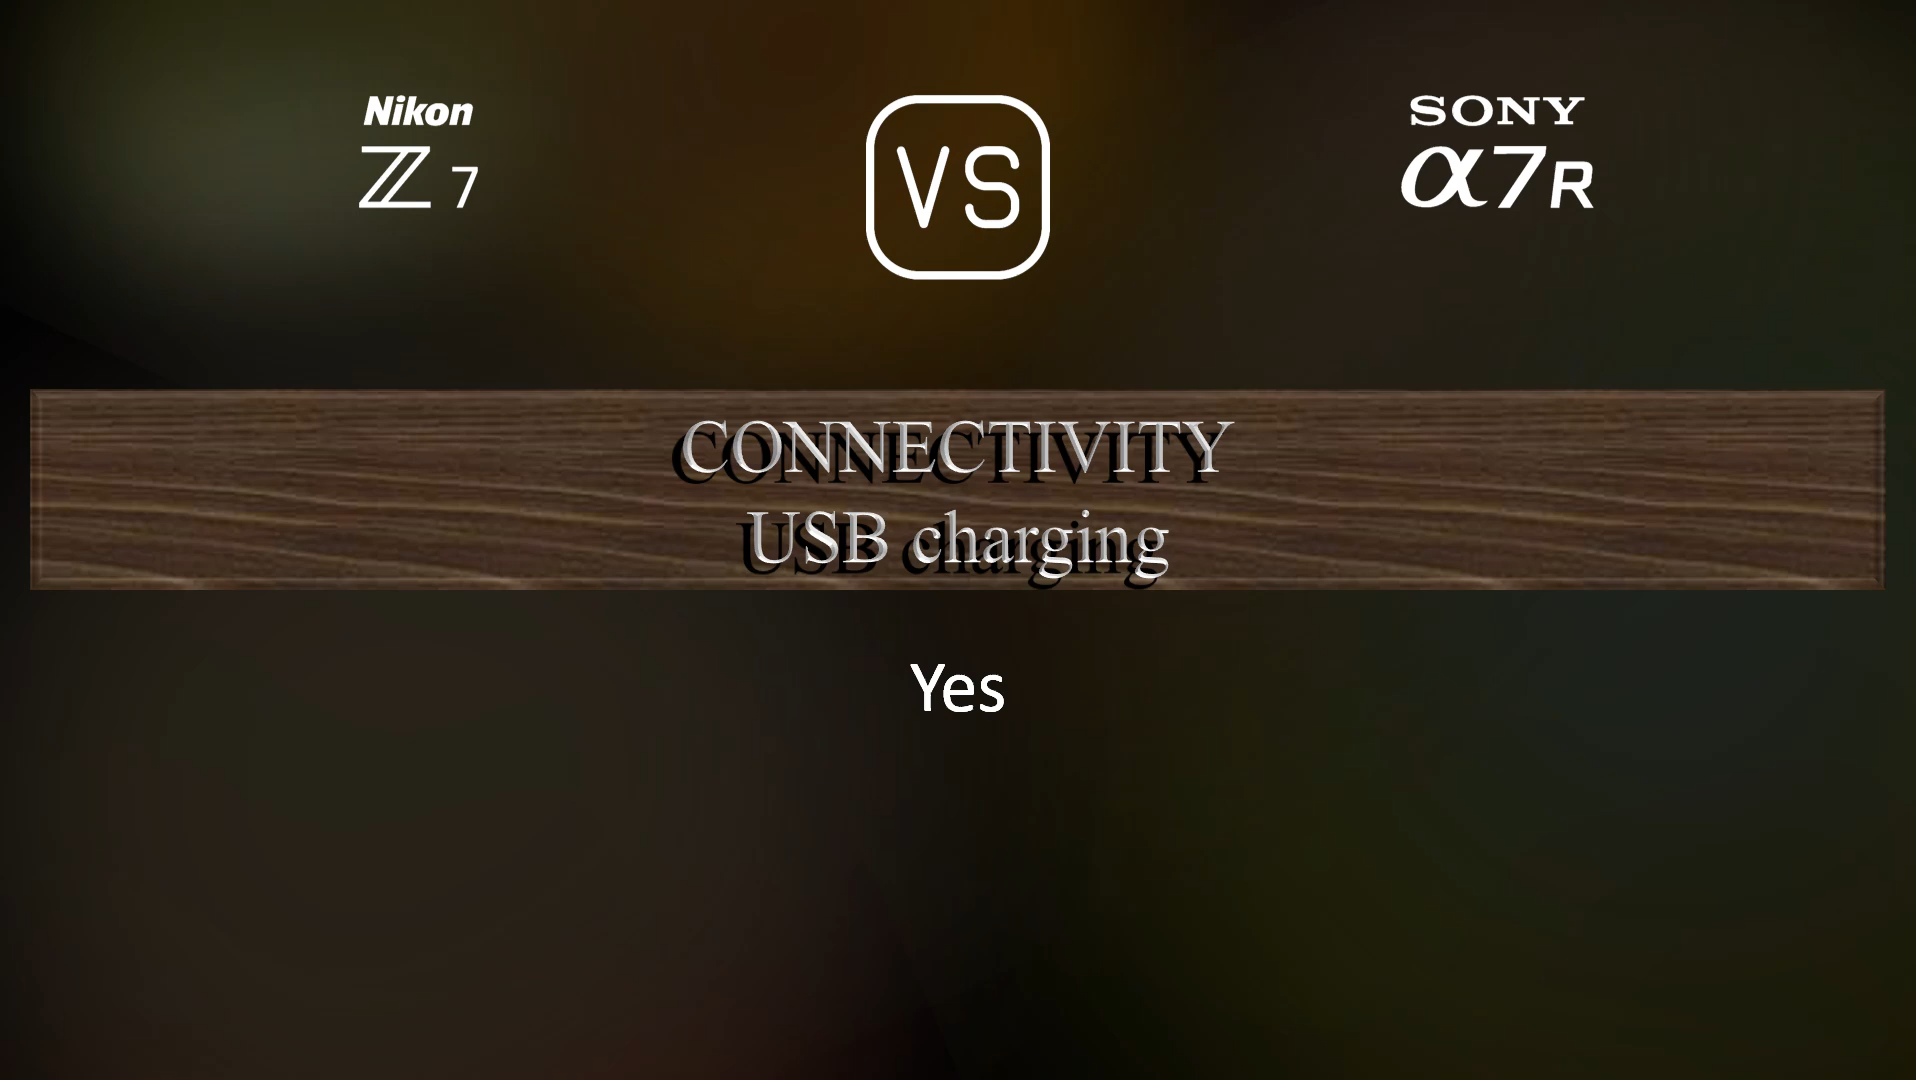 Nikon
Z 7
VS
SONY
α7R
CONNECTIVITY
USB charging
Yes